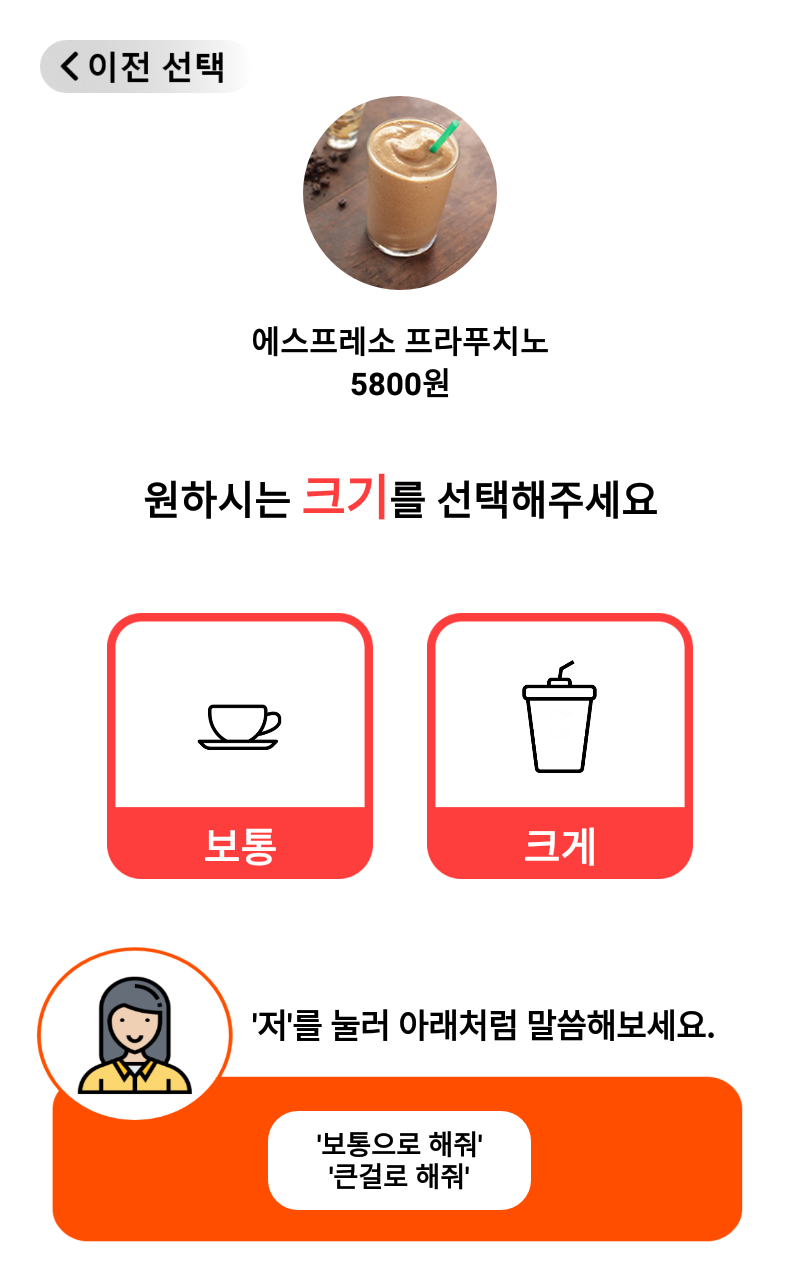 이전 선택
에스프레소 프라푸치노
5800원
원하시는 크기를 선택해주세요
보통
크게
'저'를 눌러 아래처럼 말씀해보세요.
'보통으로 해줘'
'큰걸로 해줘'